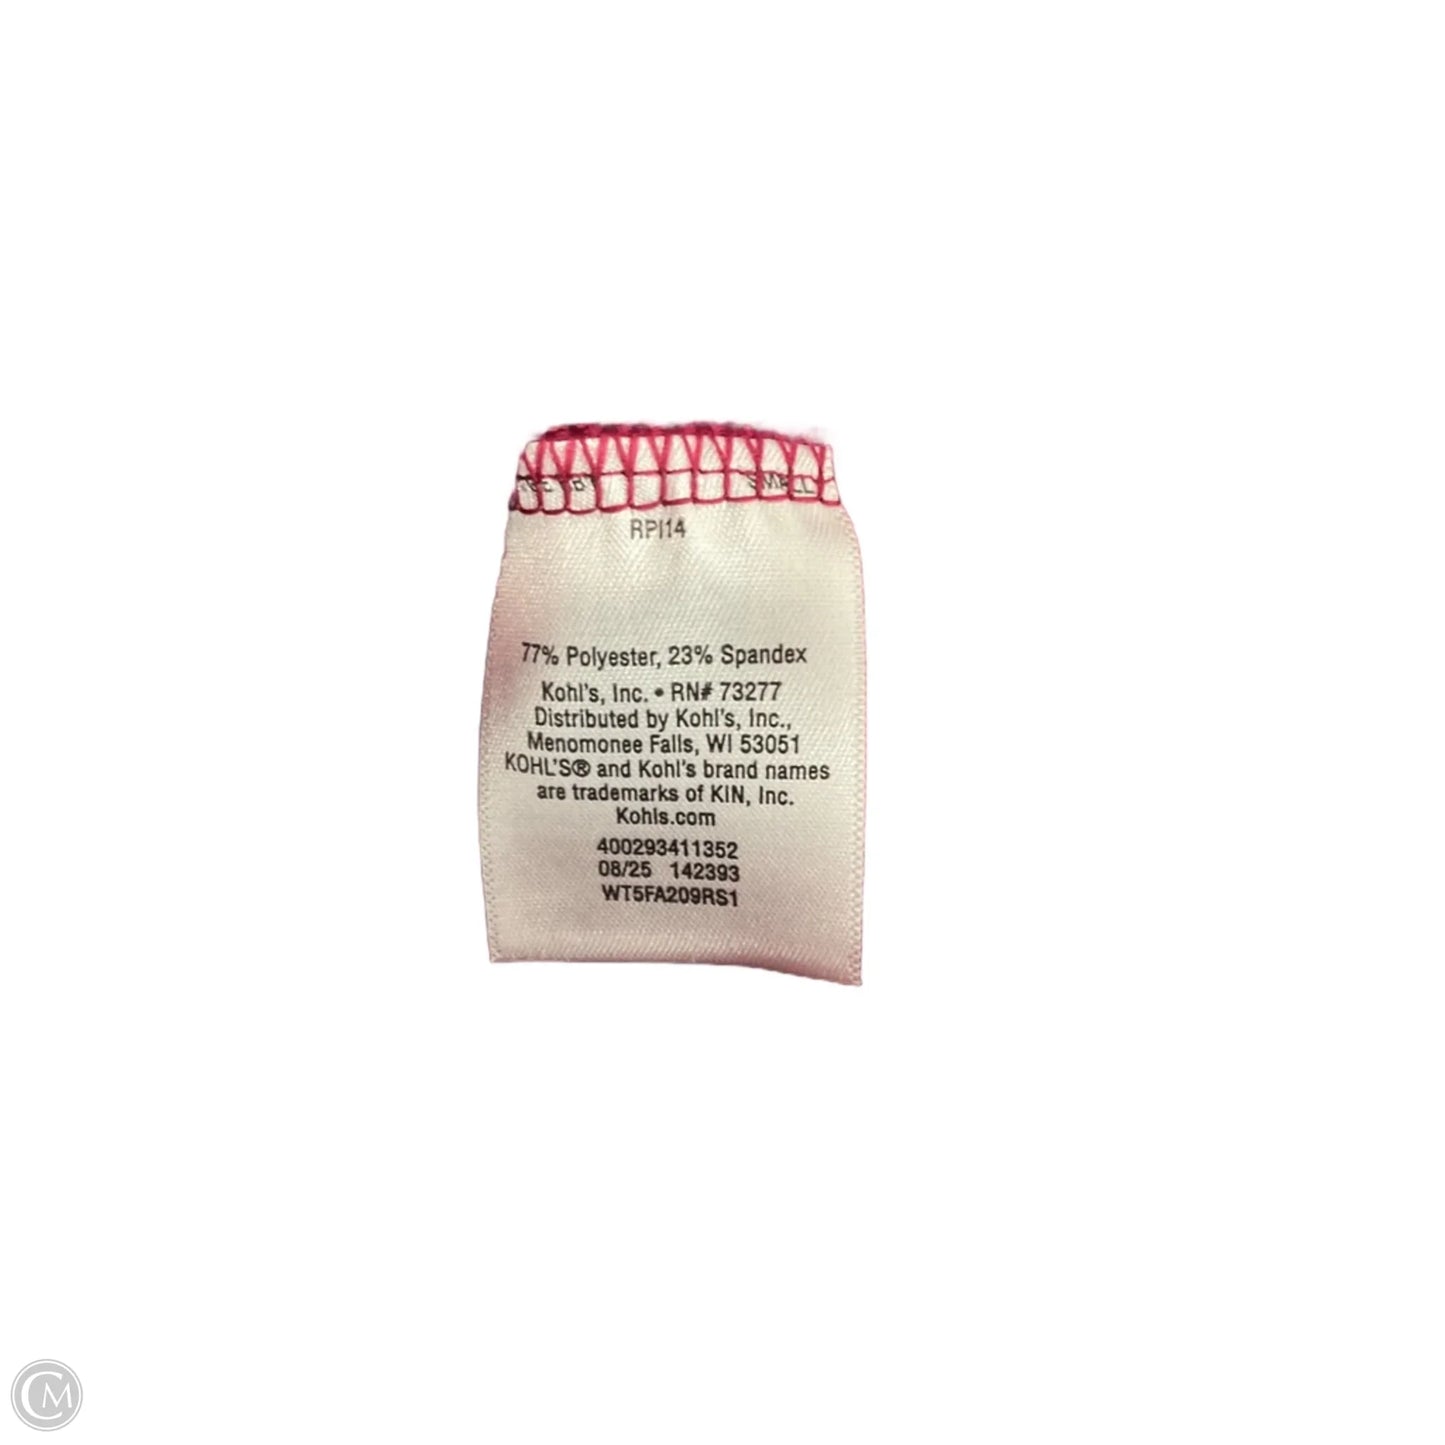 SMALL
RPI14
77% Polyester, 23% Spandex
Kohl's, Inc. • RN# 73277
Distributed by Kohl's, Inc.,
Menomonee Falls, WI 53051
KOHL'S® and Kohl's brand names
are trademarks of KIN, Inc.
Kohls.com
400293411352
08/25 142393
WT5FA209RS1
CM